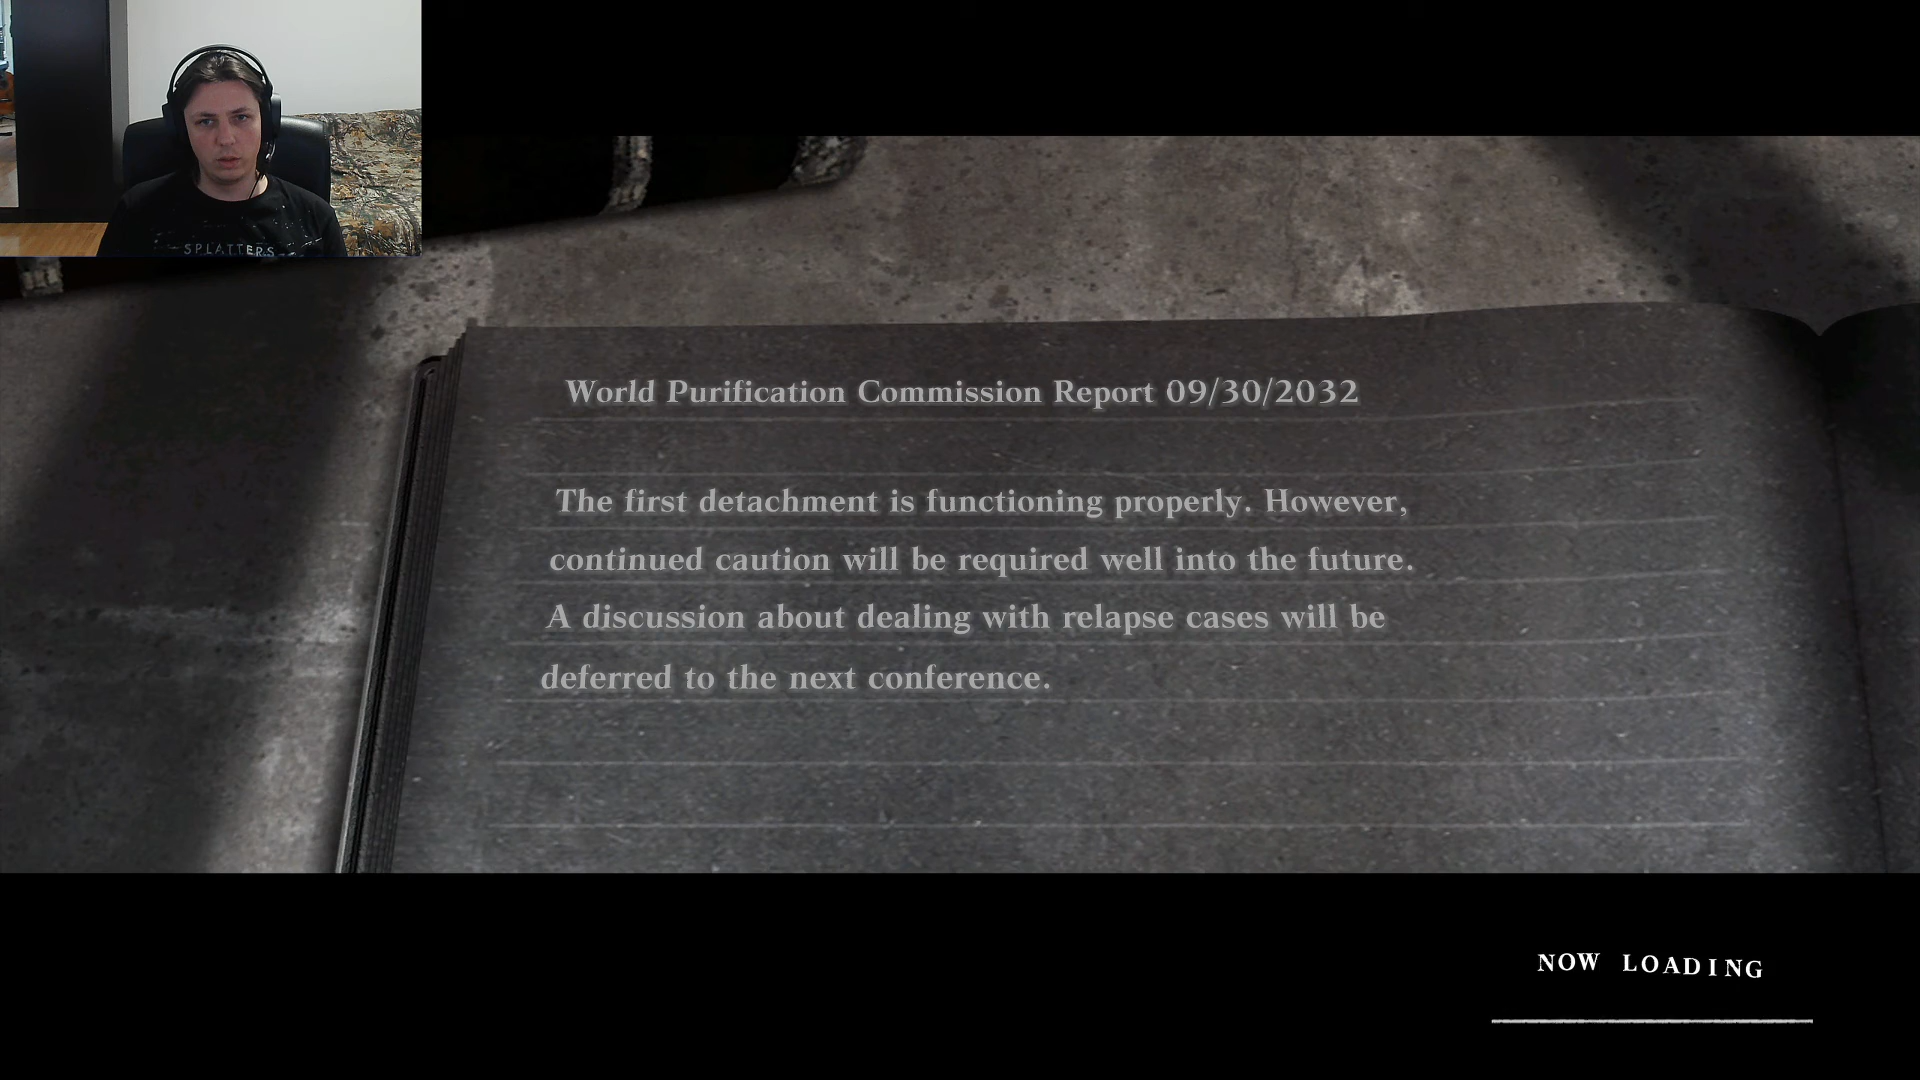 SPLATTERS
World Purification Commission Report 09/30/2032
The first detachment is functioning properly. However,
continued caution will be required well into the future.
A discussion about dealing with relapse cases will be
deferred to the next conference.
NOW LOADING